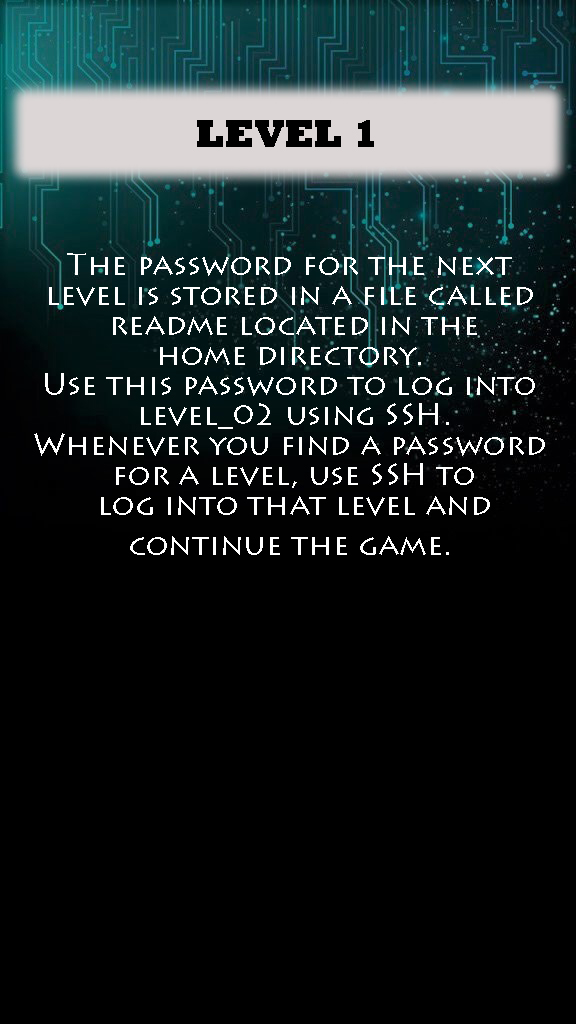 LEVEL 1
THE PASSWORD FOR THE NEXT
LEVEL IS STORED IN A FILE CALLED
README LOCATED IN THE
HOME DIRECTORY.
USE THIS PASSWORD TO LOG INTO
LEVEL_02 USING SSH.
WHENEVER YOU FIND A PASSWORD
FOR A LEVEL, USE SSH TO
LOG INTO THAT LEVEL AND
CONTINUE THE GAME.